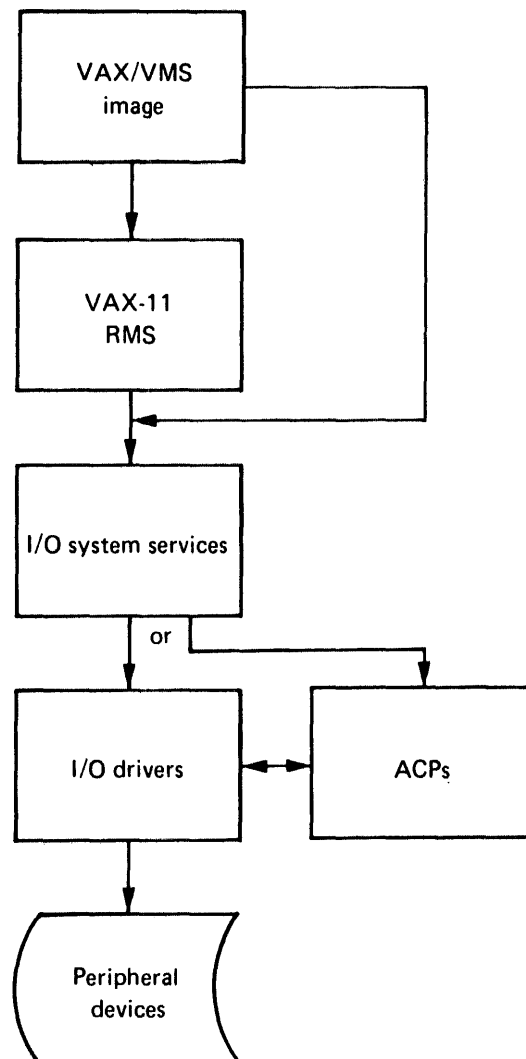 VAX/VMS
image
VAX-11
RMS
I/O system services
or
I/O drivers
ACPs
Peripheral
devices